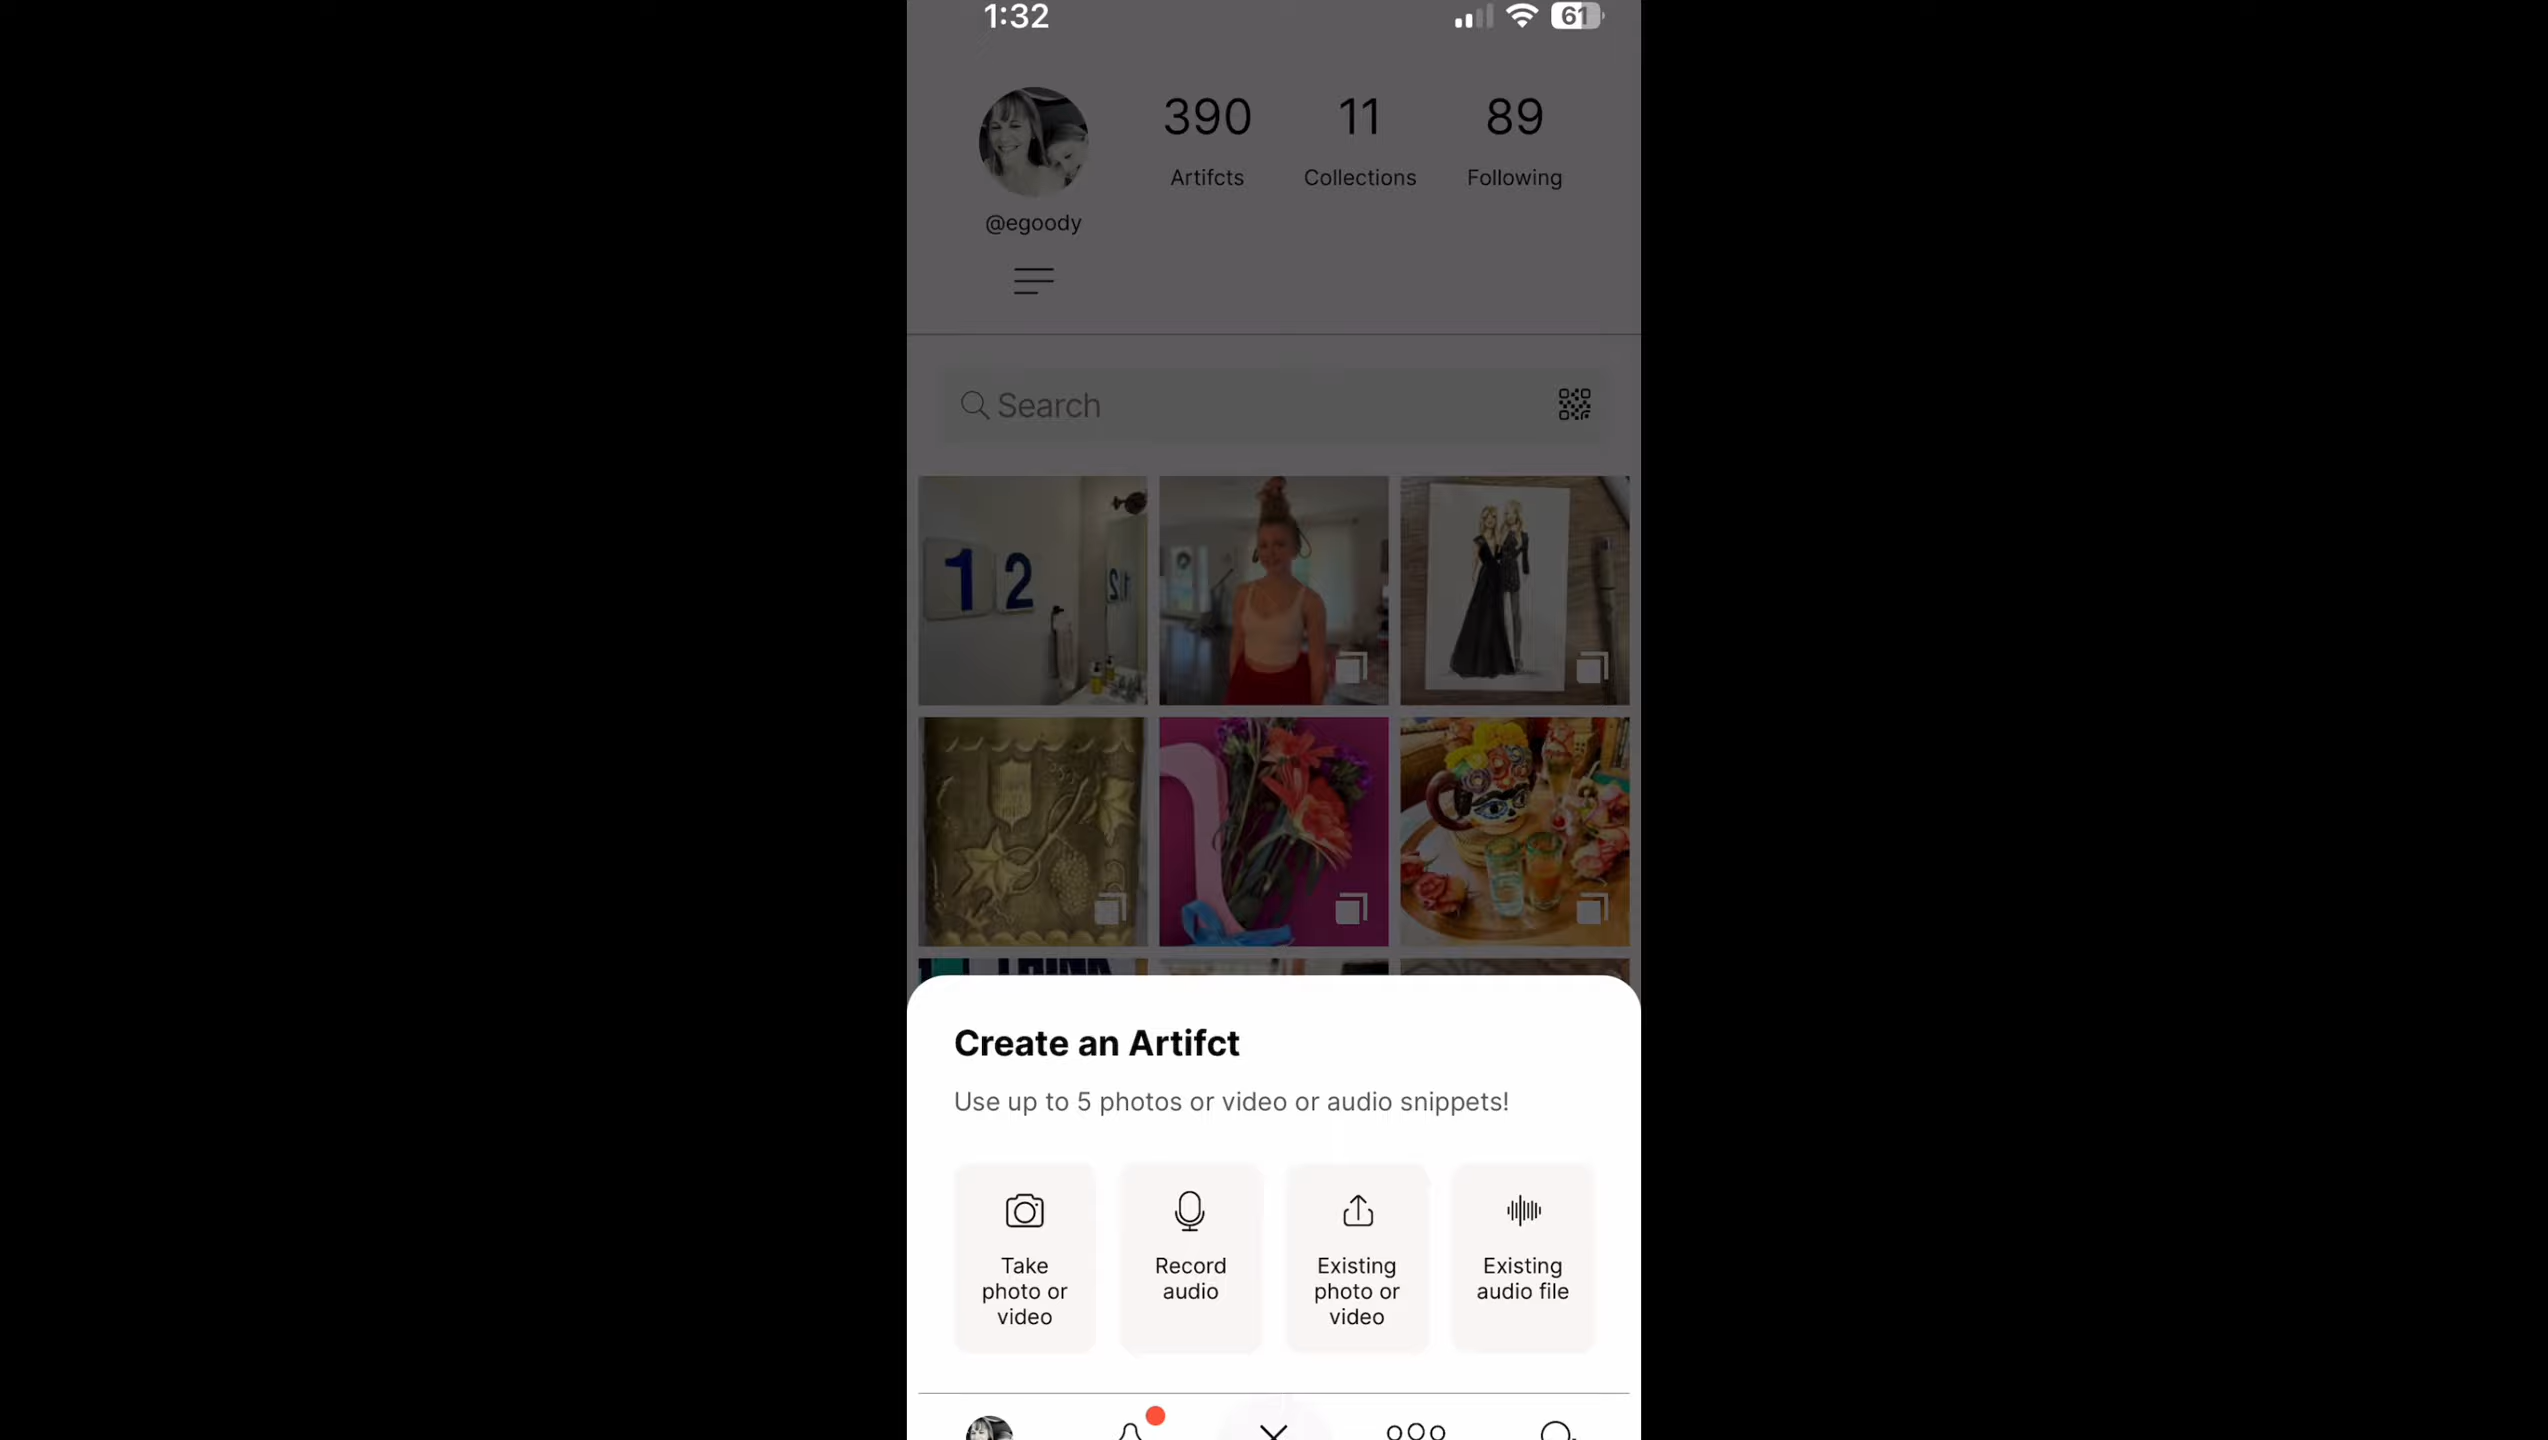 1:32
61
390
11
89
Artifcts
Collections
Following
@egoody
Search
12
Create an Artifct
Use up to 5 photos or video or audio snippets!
Take
photo or
video
Record
audio
Existing
photo or
video
Existing
audio file